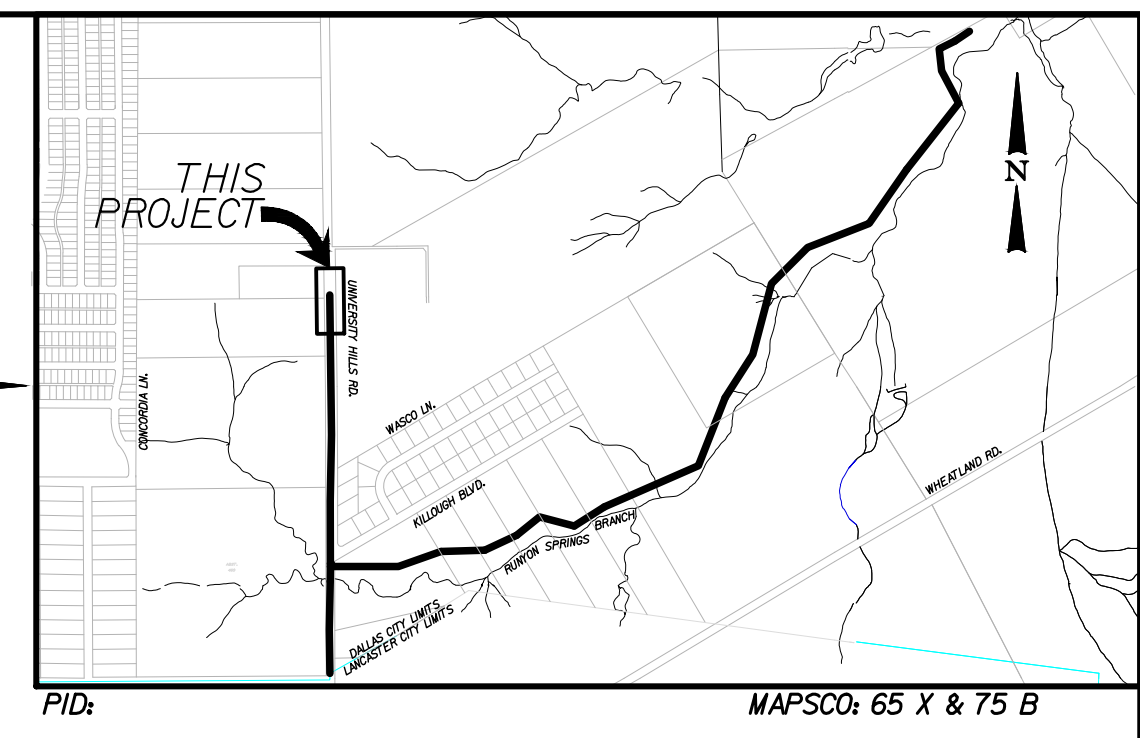 THIS
PROJECT
N
UNIVERSITY HILLS RD.
CONCORDIA LN.
WASCO LN.
KILLOUGH BLVD.
WHEATLAND RD.
RUNYON SPRINGS BRANCH
DALLAS CITY LIMITS
LANCASTER CITY LIMITS
PID:
MAPSCO: 65 X & 75 B